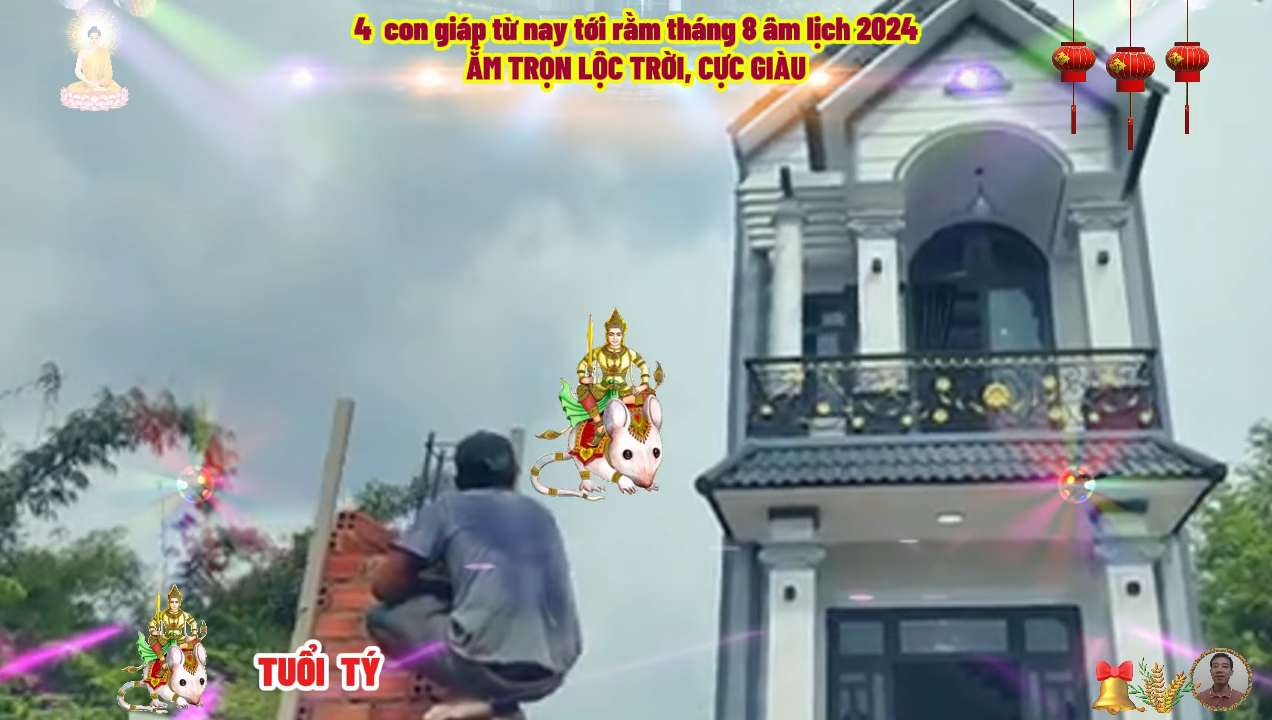 4 con giáp từ nay tới rằm tháng 8 âm lịch 2024
ẴM TRỌN LỘC TRỜI, CỰC GIÀU
TUỔI TÝ